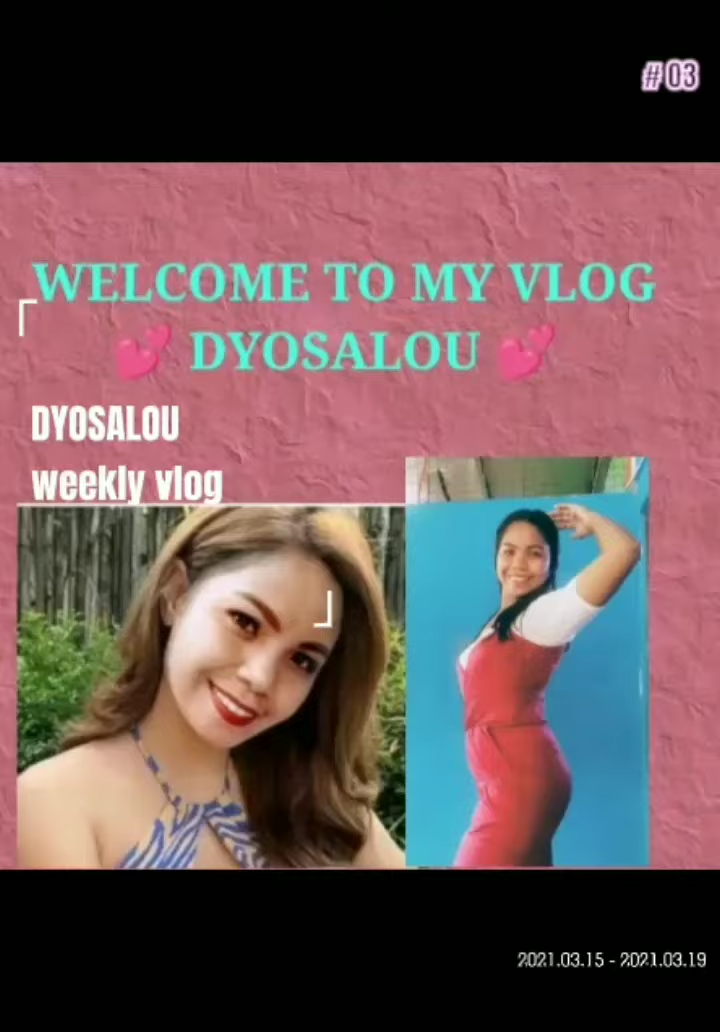 #03
WELCOME TO MY VLOG
💕 DYOSALOU 💕
DYOSALOU
weekly vlog
2021.03.15 - 2021.03.19